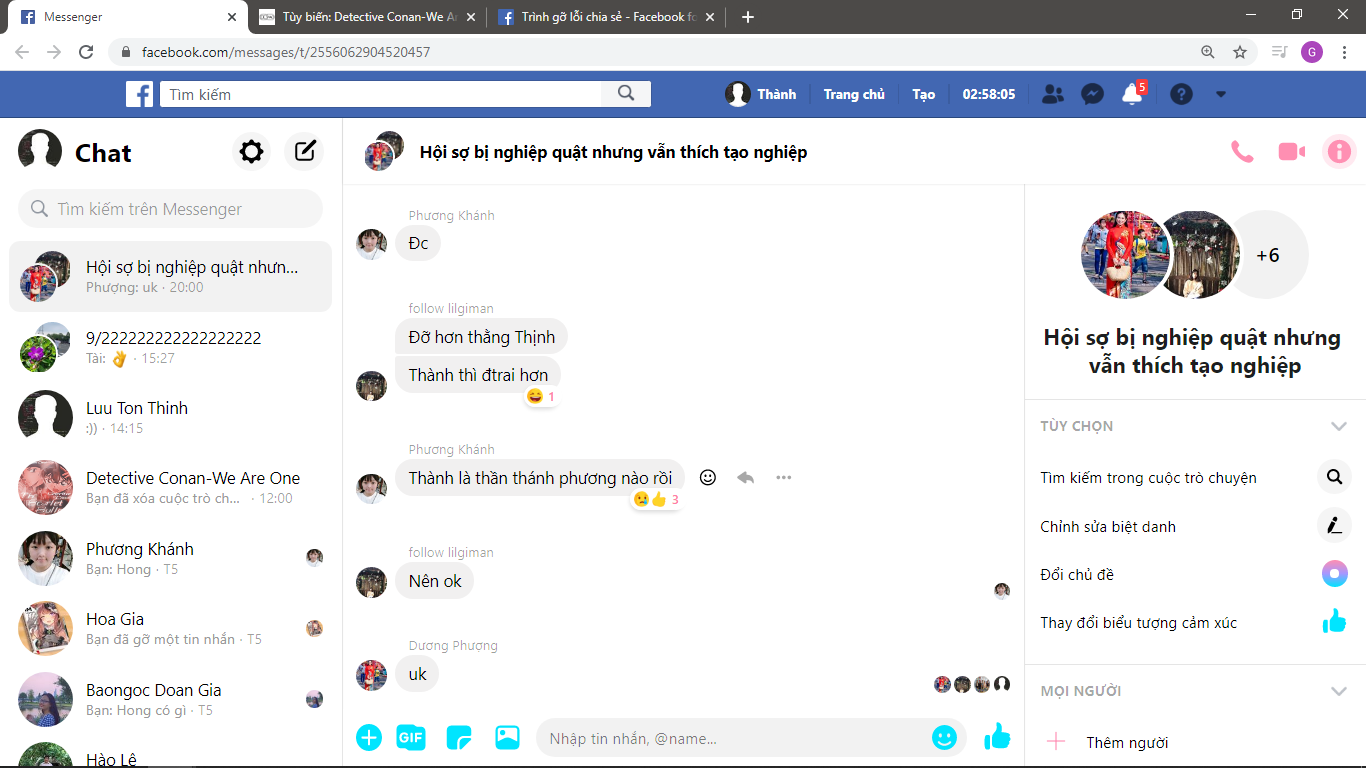 Messenger
Tùy biến: Detective Conan-We Ar
Trình gỡ lỗi chia sẻ - Facebook fo
facebook.com/messages/t/2556062904520457
G
Tìm kiếm
Thành
Trang chủ
Tạo
02:58:05
5
Chat
Tìm kiếm trên Messenger
Hội sợ bị nghiệp quật nhưn...
Phượng: uk · 20:00
9/222222222222222222
Tài: 👌 · 15:27
Luu Ton Thinh
:)) · 14:15
Detective Conan-We Are One
Bạn đã xóa cuộc trò ch... · 12:00
Phương Khánh
Bạn: Hong · T5
Hoa Gia
Bạn đã gỡ một tin nhắn · T5
Baongoc Doan Gia
Bạn: Hong có gì · T5
Hào Lê
Hội sợ bị nghiệp quật nhưng vẫn thích tạo nghiệp
Phương Khánh
Đc
follow lilgiman
Đỡ hơn thằng Thịnh
Thành thì đtrai hơn
1
Phương Khánh
Thành là thần thánh phương nào rồi
3
follow lilgiman
Nên ok
Dương Phượng
uk
GIF
Nhập tin nhắn, @name...
+6
Hội sợ bị nghiệp quật nhưng
vẫn thích tạo nghiệp
TÙY CHỌN
Tìm kiếm trong cuộc trò chuyện
Chỉnh sửa biệt danh
Đổi chủ đề
Thay đổi biểu tượng cảm xúc
MỌI NGƯỜI
Thêm người